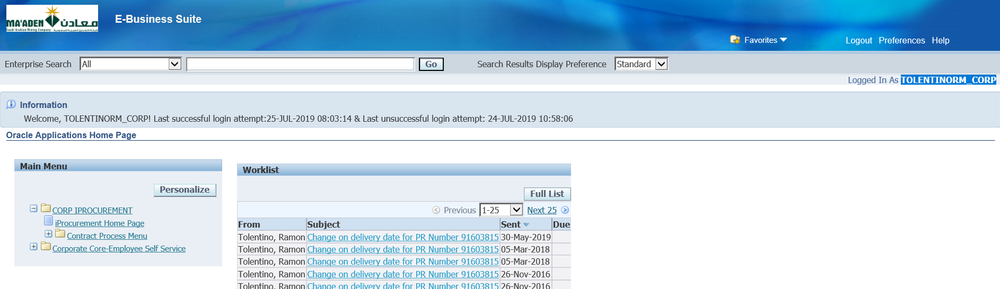 MA'ADEN معادن
Saudi Arabian Mining Company شركة التعدين العربية السعودية
E-Business Suite
Favorites
Logout Preferences Help
Enterprise Search All Go Search Results Display Preference Standard
Logged In As TOLENTINORM_CORP
Information
Welcome, TOLENTINORM_CORP! Last successful login attempt:25-JUL-2019 08:03:14 & Last unsuccessful login attempt: 24-JUL-2019 10:58:06
Oracle Applications Home Page
Main Menu
Personalize
CORP IPROCUREMENT
iProcurement Home Page
Contract Process Menu
Corporate Core-Employee Self Service
Worklist
Full List
Previous 1-25 Next 25
From Subject Sent Due
Tolentino, Ramon Change on delivery date for PR Number 91603815 30-May-2019
Tolentino, Ramon Change on delivery date for PR Number 91603815 05-Mar-2018
Tolentino, Ramon Change on delivery date for PR Number 91603815 05-Mar-2018
Tolentino, Ramon Change on delivery date for PR Number 91603815 26-Nov-2016
Tolentino, Ramon Change on delivery date for PR Number 91603815 26-Nov-2016